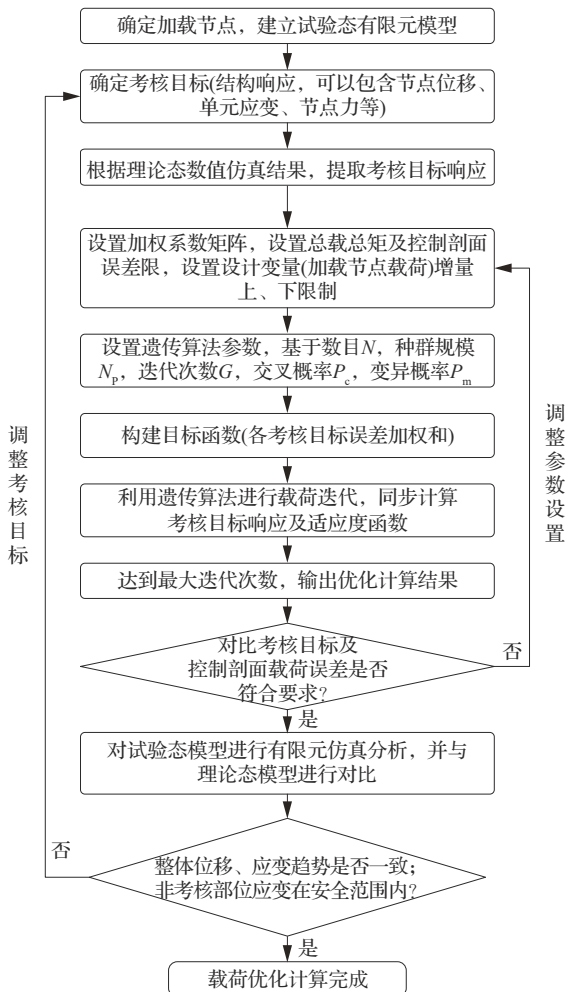 确定加载节点，建立试验态有限元模型
确定考核目标(结构响应，可以包含节点位移、
单元应变、节点力等)
根据理论态数值仿真结果，提取考核目标响应
设置加权系数矩阵，设置总载总矩及控制剖面
误差限，设置设计变量(加载节点载荷)增量
上、下限制
设置遗传算法参数，基于数目N，种群规模
Nₚ，迭代次数G，交叉概率P_c，变异概率P_m
构建目标函数(各考核目标误差加权和)
利用遗传算法进行载荷迭代，同步计算
考核目标响应及适应度函数
达到最大迭代次数，输出优化计算结果
对比考核目标及
控制剖面载荷误差是否
符合要求？
否
是
调整参数设置
对试验态模型进行有限元仿真分析，并与
理论态模型进行对比
整体位移、应变趋势是否一致；
非考核部位应变在安全范围内？
否
是
调整考核目标
载荷优化计算完成